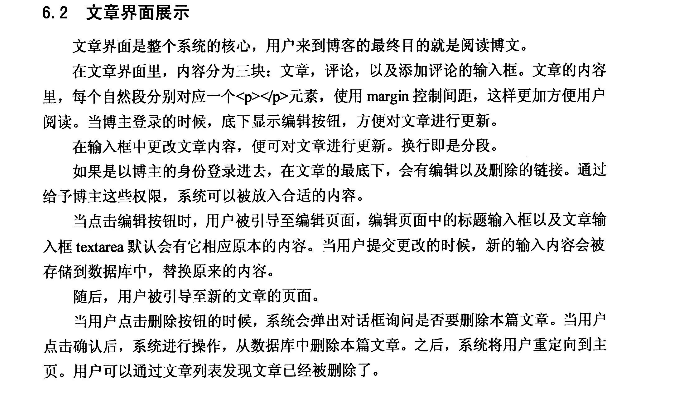 6.2 文章界面展示
文章界面是整个系统的核心，用户来到博客的最终目的就是阅读博文。
在文章界面里，内容分为三块：文章，评论，以及添加评论的输入框。文章的内容
里，每个自然段分别对应一个<p></p>元素，使用 margin 控制间距，这样更加方便用户
阅读。当博主登录的时候，底下显示编辑按钮，方便对文章进行更新。
在输入框中更改文章内容，便可对文章进行更新。换行即是分段。
如果是以博主的身份登录进去，在文章的最底下，会有编辑以及删除的链接。通过
给予博主这些权限，系统可以被放入合适的内容。
当点击编辑按钮时，用户被引导至编辑页面，编辑页面中的标题输入框以及文章输
入框 textarea 默认会有它相应原本的内容。当用户提交更改的时候，新的输入内容会被
存储到数据库中，替换原来的内容。
随后，用户被引导至新的文章的页面。
当用户点击删除按钮的时候，系统会弹出对话框询问是否要删除本篇文章。当用户
点击确认后，系统进行操作，从数据库中删除本篇文章。之后，系统将用户重定向到主
页。用户可以通过文章列表发现文章已经被删除了。